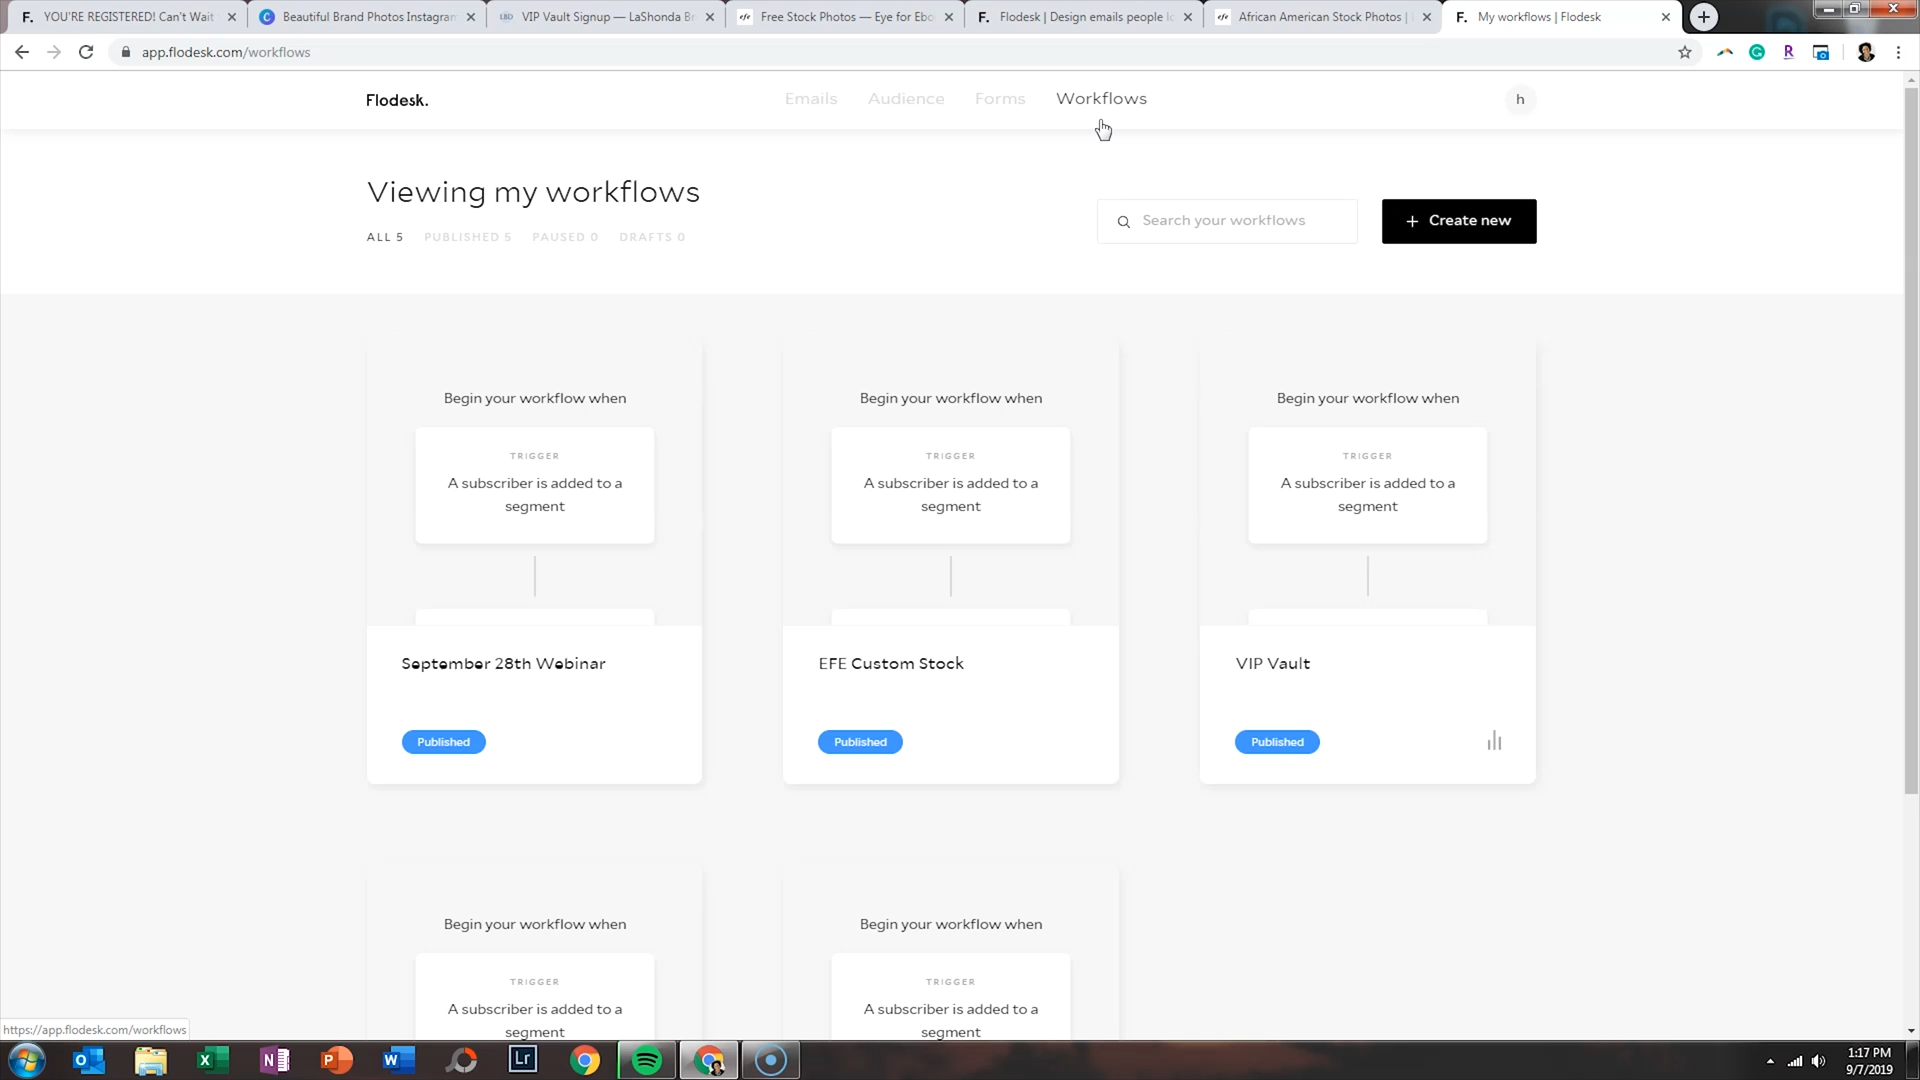 F. YOU'RE REGISTERED! Can't Wait
Beautiful Brand Photos Instagram
VIP Vault Signup — LaShonda Br
Free Stock Photos — Eye for Ebo
F. Flodesk | Design emails people lo
African American Stock Photos |
F. My workflows | Flodesk
app.flodesk.com/workflows
Flodesk.
Emails
Audience
Forms
Workflows
h
Viewing my workflows
ALL 5 PUBLISHED 5 PAUSED 0 DRAFTS 0
Search your workflows
+ Create new
Begin your workflow when
TRIGGER
A subscriber is added to a
segment
September 28th Webinar
Published
Begin your workflow when
TRIGGER
A subscriber is added to a
segment
EFE Custom Stock
Published
Begin your workflow when
TRIGGER
A subscriber is added to a
segment
VIP Vault
Published
Begin your workflow when
TRIGGER
A subscriber is added to a
segment
Begin your workflow when
TRIGGER
A subscriber is added to a
segment
https://app.flodesk.com/workflows
Lr
1:17 PM
9/7/2019